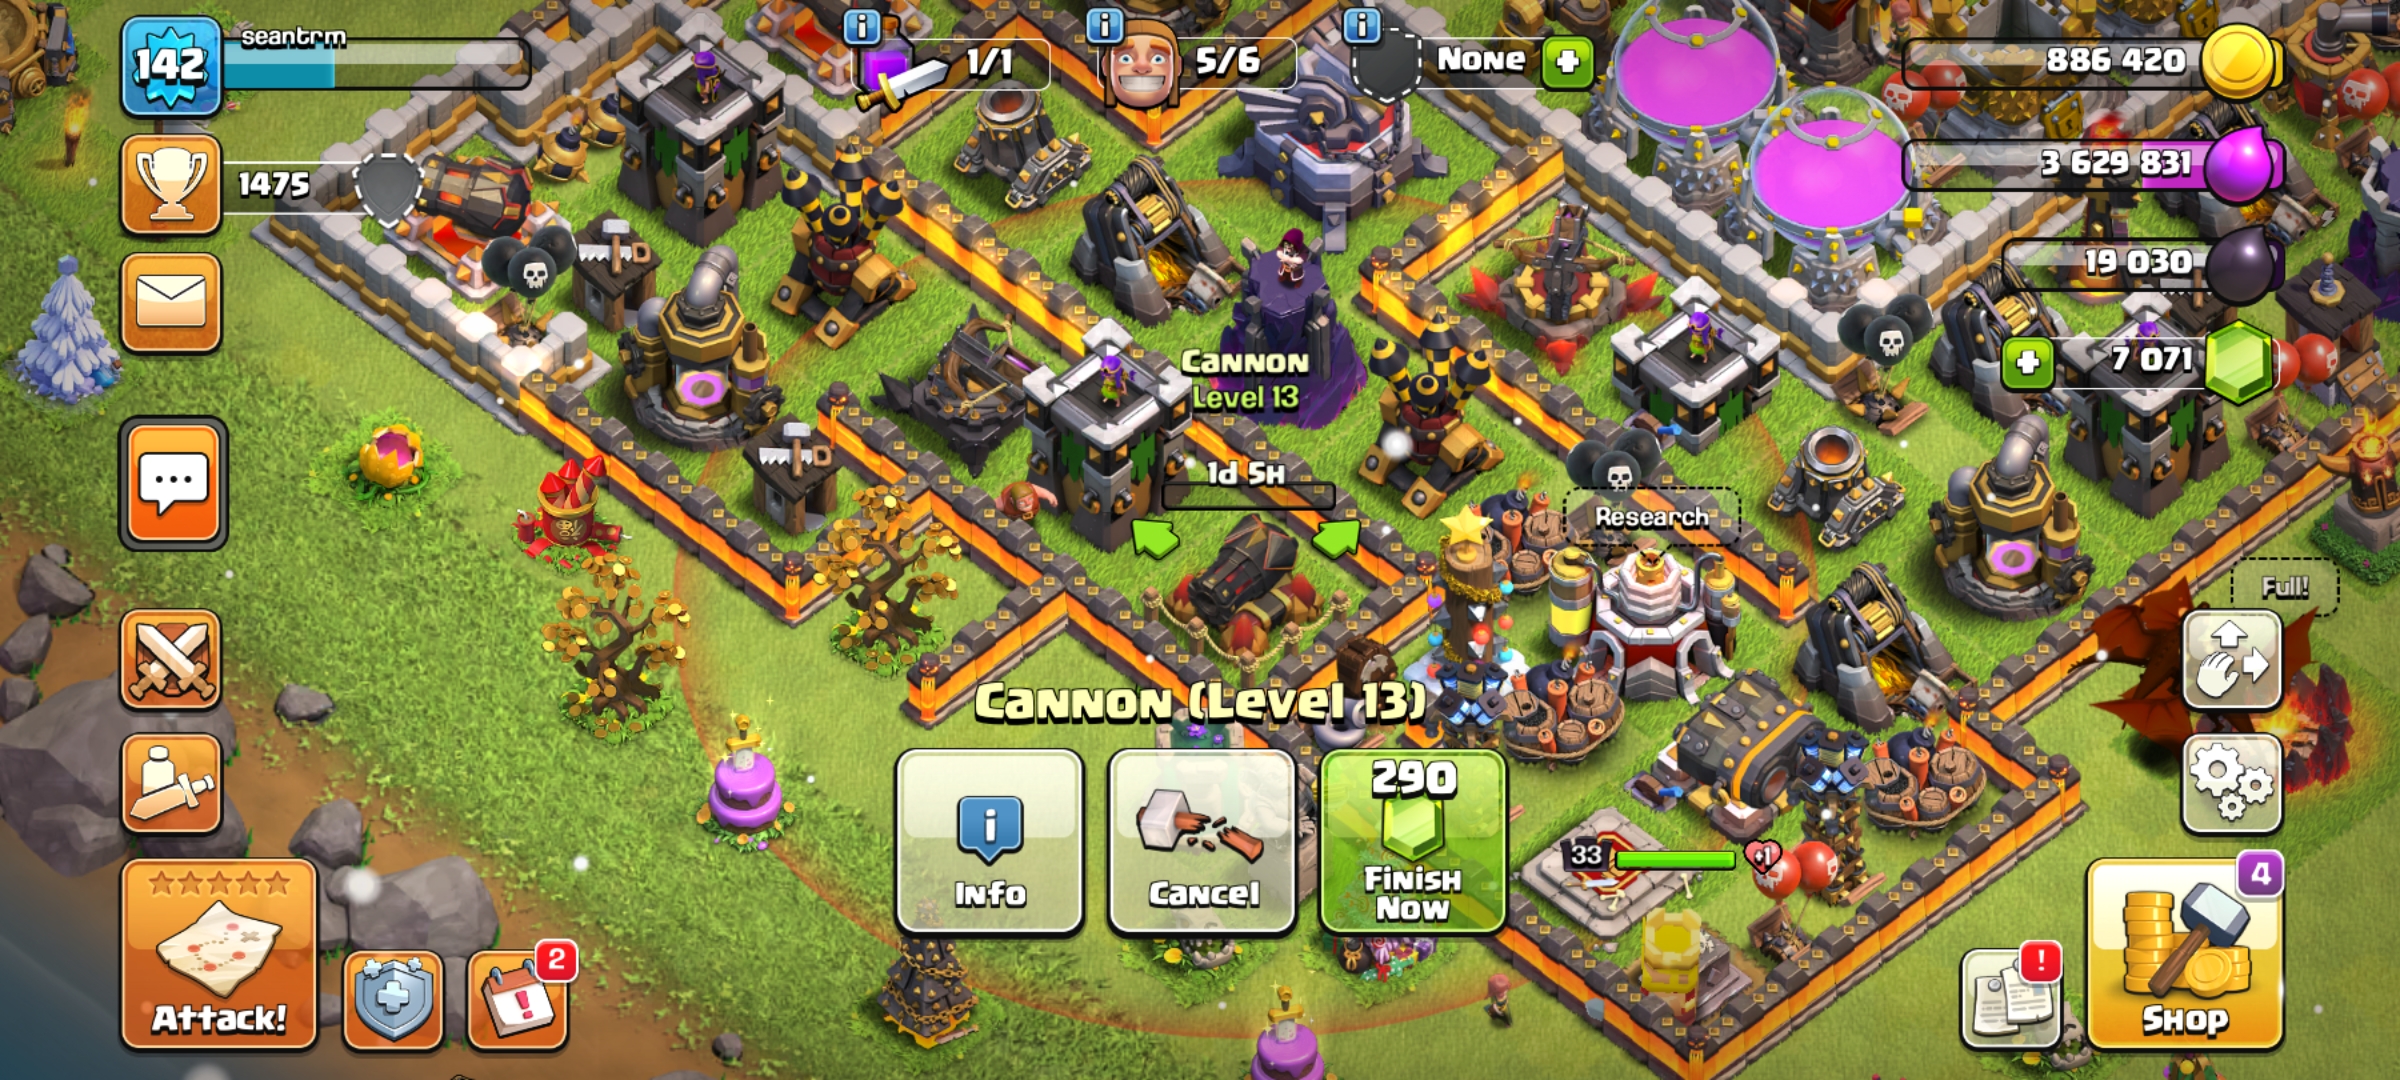 142
seantrm
1/1
5/6
None
886 420
1475
3 629 831
19 030
7 071
Cannon
Level 13
1d 5H
Research
Full!
Cannon (Level 13)
290
Info
Cancel
Finish
Now
33
+1
4
2
!
Attack!
Shop